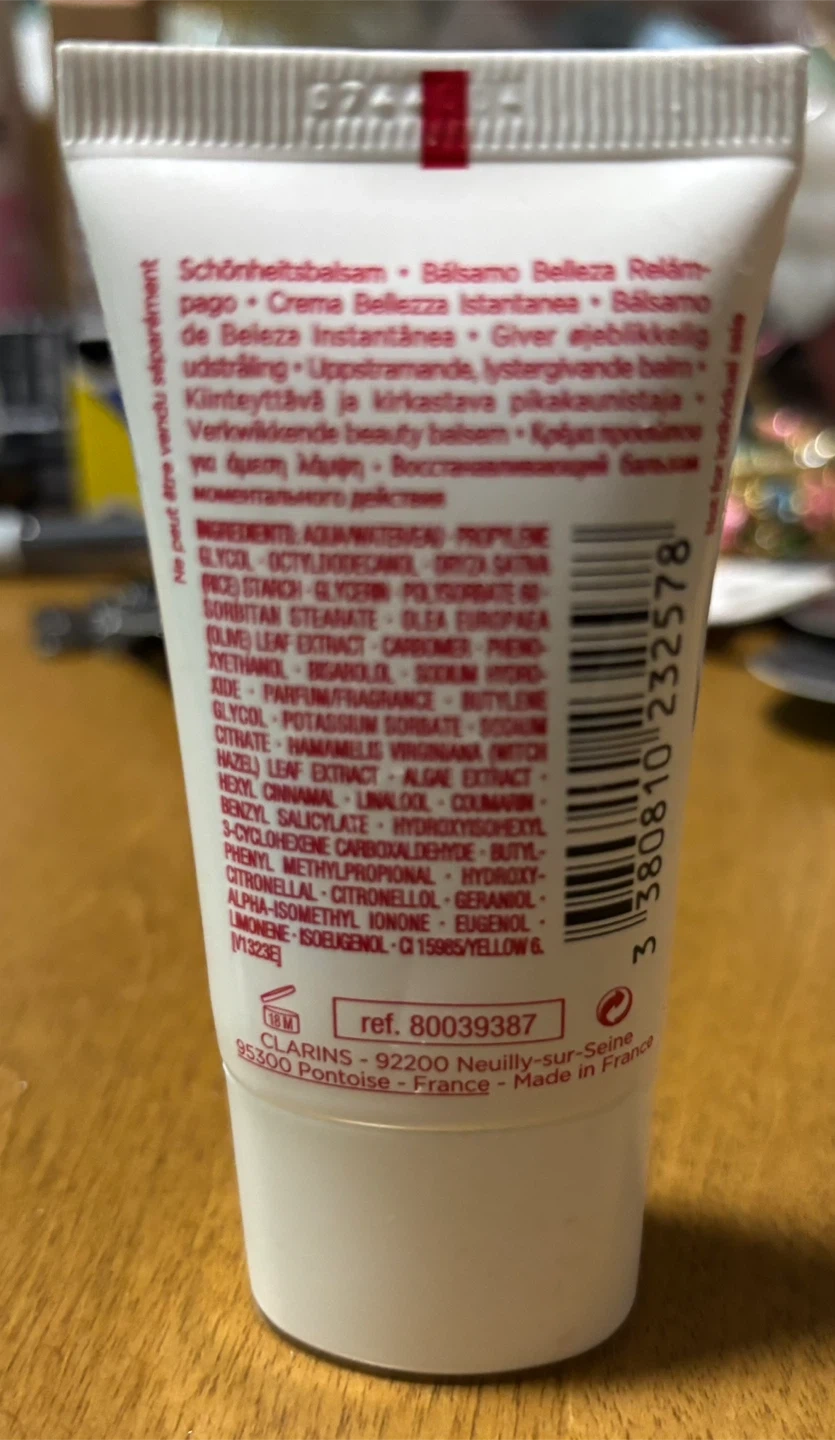 Schönheitsbalsam • Bálsamo Belleza Relám-
pago • Crema Bellezza Istantanea • Bálsamo
de Beleza Instantânea • Giver øjeblikkelig
udstråling • Uppstramande, lystergivande balm •
Kiinteyttävä ja kirkastava pikakaunistaja •
Verkwikkende beauty balsem • Κρέμα προσώπου
για άμεση λάμψη • Восстанавливающий бальзам
моментального действия
INGREDIENTS: AQUA/WATER/EAU · PROPYLENE
GLYCOL · OCTYLDODECANOL · ORYZA SATIVA
(RICE) STARCH · GLYCERIN · POLYSORBATE 60 ·
SORBITAN STEARATE · OLEA EUROPAEA
(OLIVE) LEAF EXTRACT · CARBOMER · PHENO-
XYETHANOL · BISABOLOL · SODIUM HYDRO-
XIDE · PARFUM/FRAGRANCE · BUTYLENE
GLYCOL · POTASSIUM SORBATE · SODIUM
CITRATE · HAMAMELIS VIRGINIANA (WITCH
HAZEL) LEAF EXTRACT · ALGAE EXTRACT ·
HEXYL CINNAMAL · LINALOOL · COUMARIN ·
BENZYL SALICYLATE · HYDROXYISOHEXYL
3-CYCLOHEXENE CARBOXALDEHYDE · BUTYL-
PHENYL METHYLPROPIONAL · HYDROXY-
CITRONELLAL · CITRONELLOL · GERANIOL ·
ALPHA-ISOMETHYL IONONE · EUGENOL ·
LIMONENE · ISOEUGENOL · CI 15985/YELLOW 6.
[V1323E]
Ne peut être vendu séparément
Not for individual sale
3 380810 232578
18 M
ref. 80039387
CLARINS - 92200 Neuilly-sur-Seine
95300 Pontoise - France - Made in France